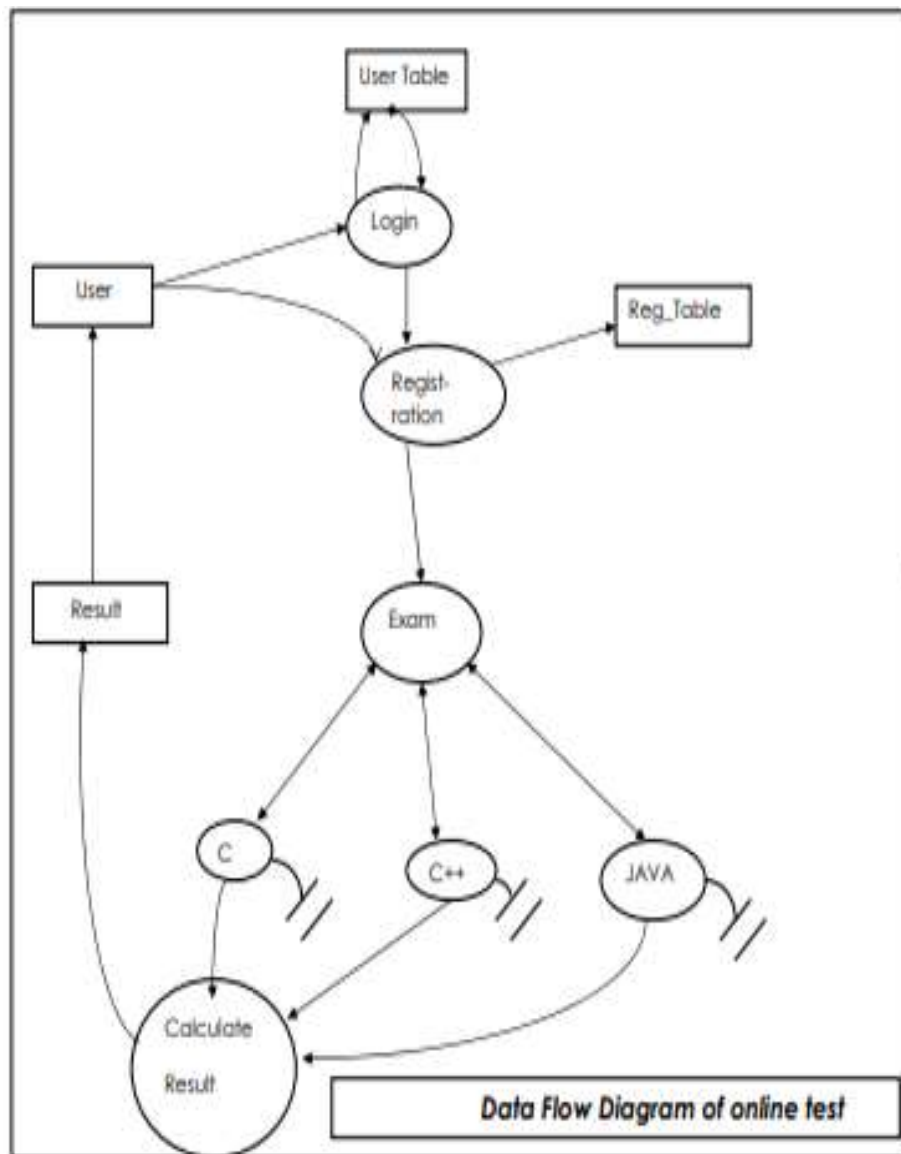 User Table
Login
User
Reg_Table
Regist-
ration
Result
Exam
C
C++
JAVA
Calculate
Result
Data Flow Diagram of online test